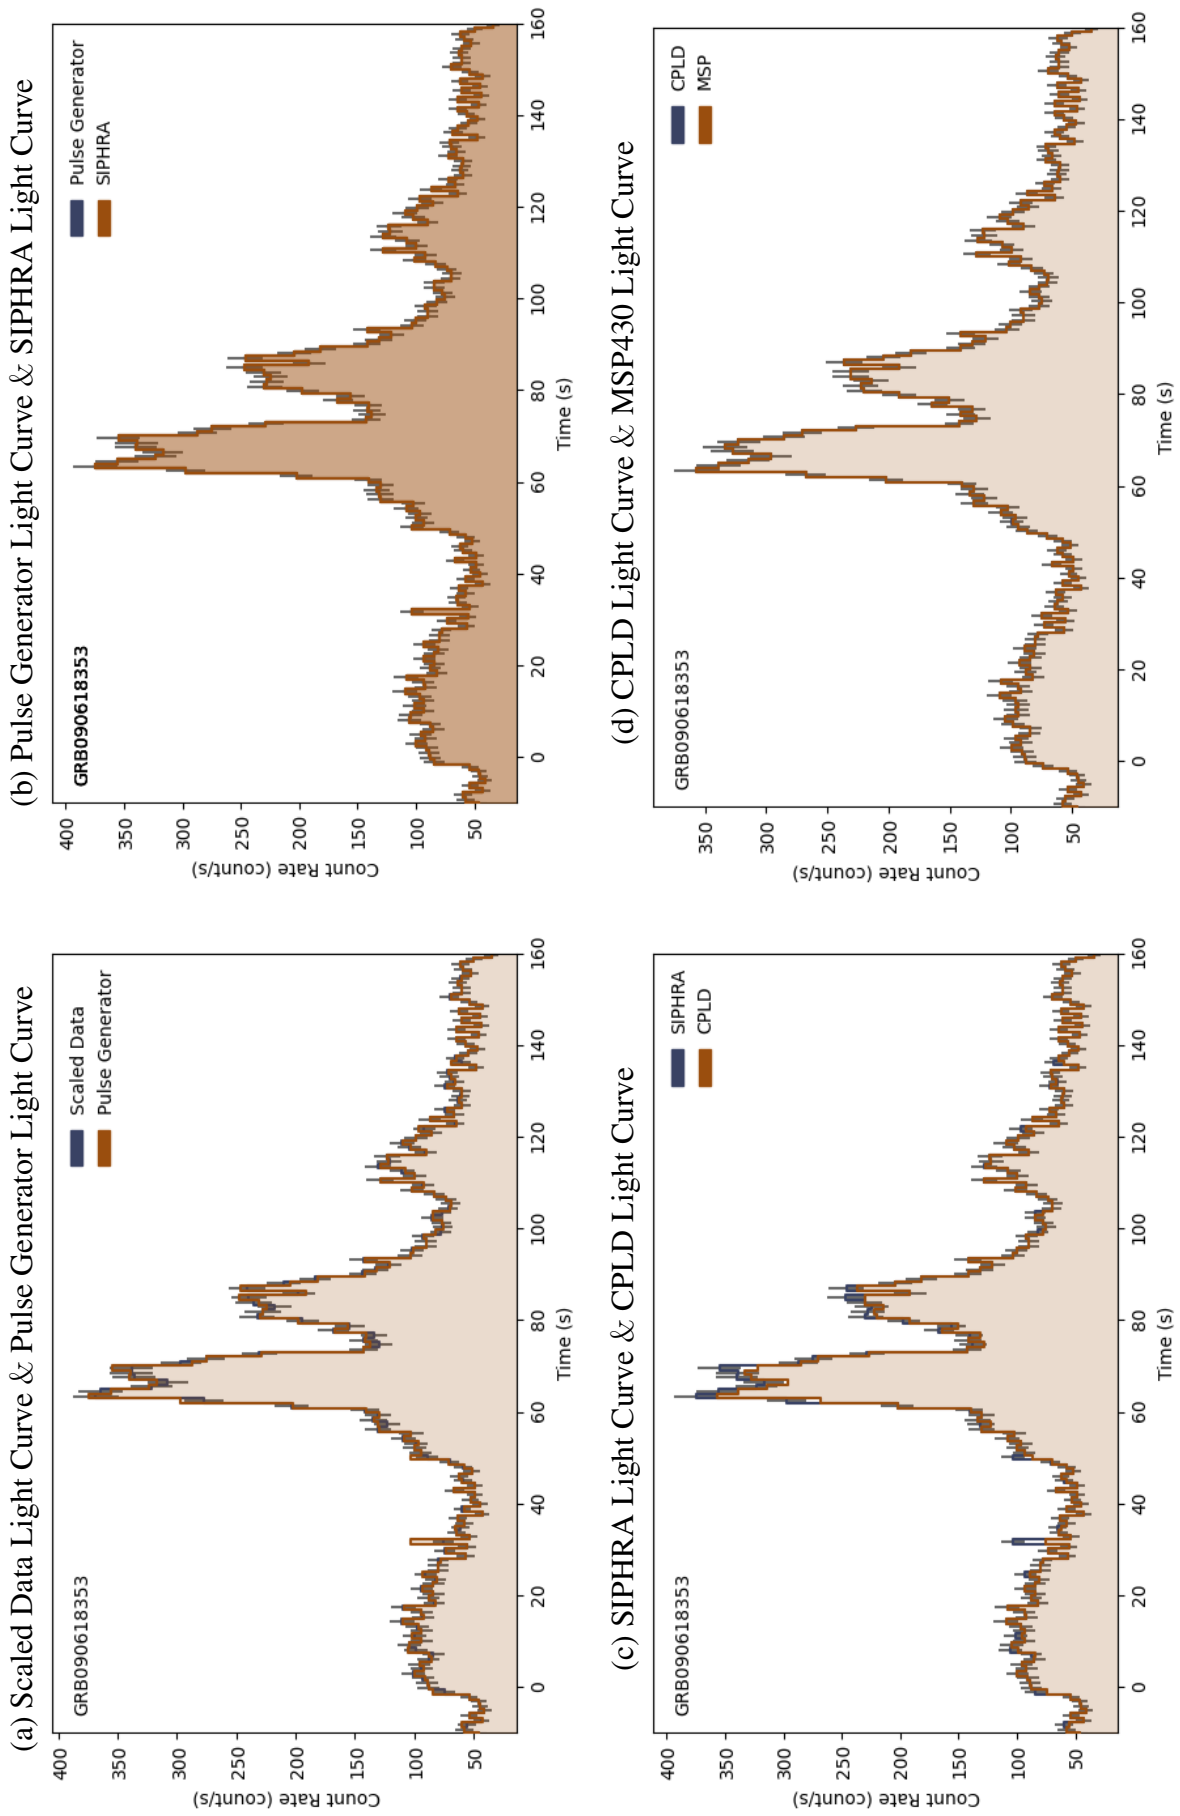 (a) Scaled Data Light Curve & Pulse Generator Light Curve
GRB090618353
Scaled Data
Pulse Generator
Count Rate (count/s)
400
350
300
250
200
150
100
50
0
20
40
60
80
100
120
140
160
Time (s)
(b) Pulse Generator Light Curve & SIPHRA Light Curve
GRB090618353
Pulse Generator
SIPHRA
Count Rate (count/s)
400
350
300
250
200
150
100
50
0
20
40
60
80
100
120
140
160
Time (s)
(c) SIPHRA Light Curve & CPLD Light Curve
GRB090618353
SIPHRA
CPLD
Count Rate (count/s)
400
350
300
250
200
150
100
50
0
20
40
60
80
100
120
140
160
Time (s)
(d) CPLD Light Curve & MSP430 Light Curve
GRB090618353
CPLD
MSP
Count Rate (count/s)
350
300
250
200
150
100
50
0
20
40
60
80
100
120
140
160
Time (s)